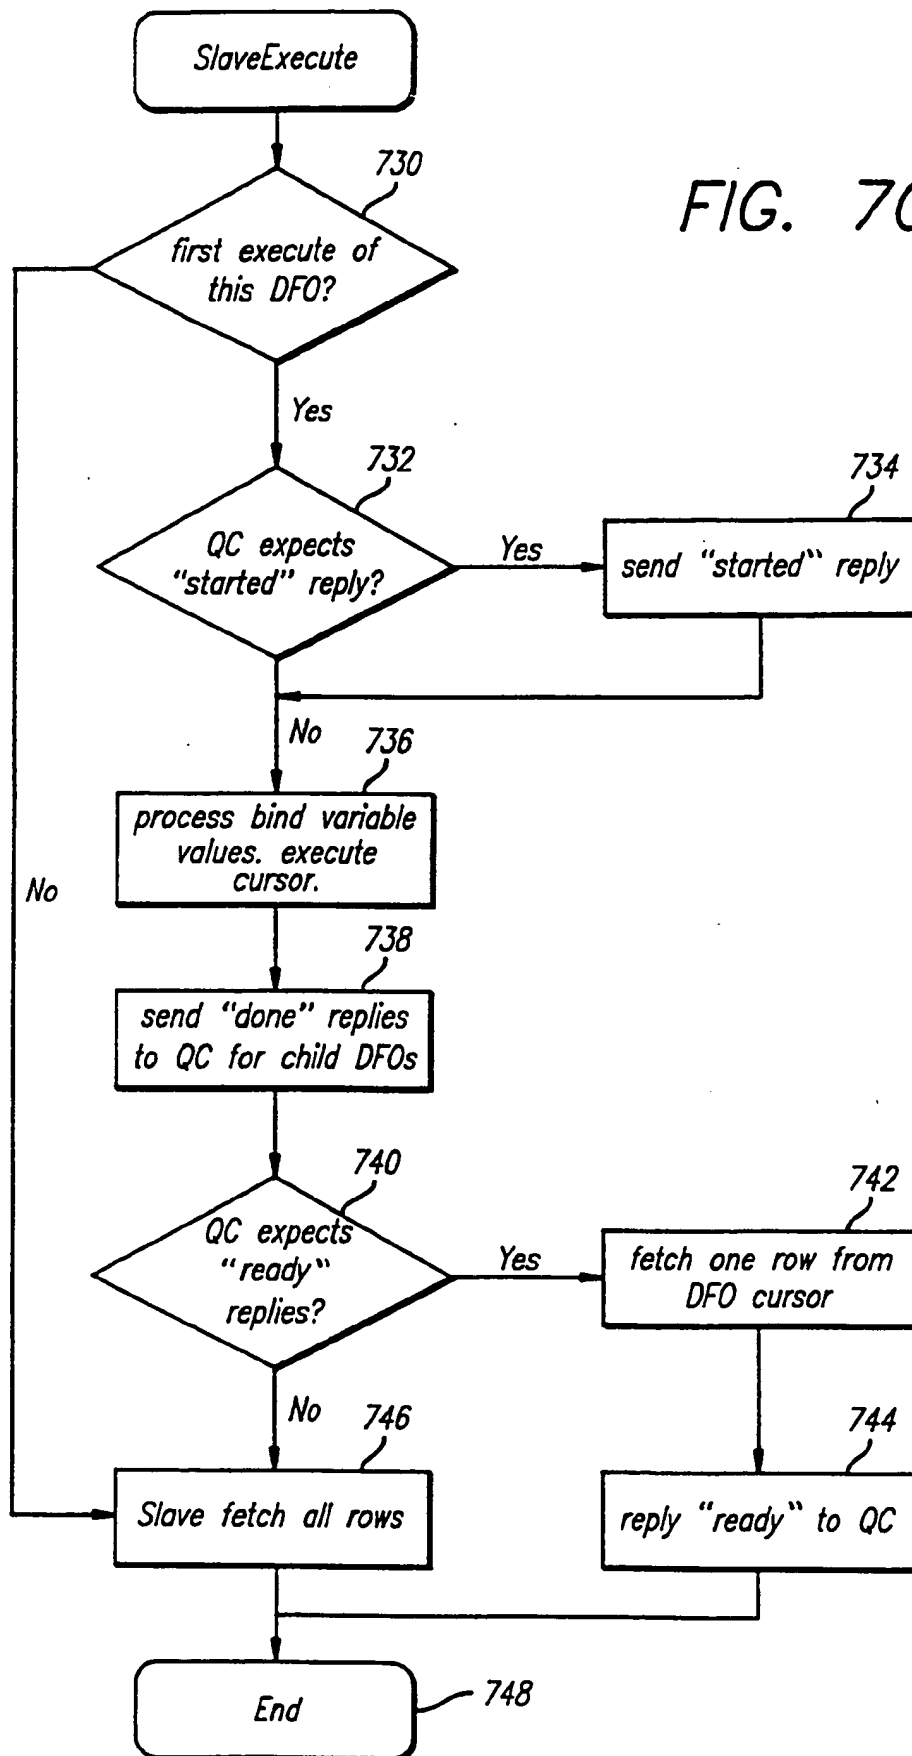 SlaveExecute
730
FIG. 7C
first execute of
this DFO?
Yes
732
734
QC expects
"started" reply?
Yes
send "started" reply
No
736
process bind variable
values. execute
cursor.
No
738
send "done" replies
to QC for child DFOs
740
742
QC expects
"ready"
replies?
Yes
fetch one row from
DFO cursor
No
746
744
Slave fetch all rows
reply "ready" to QC
End
748